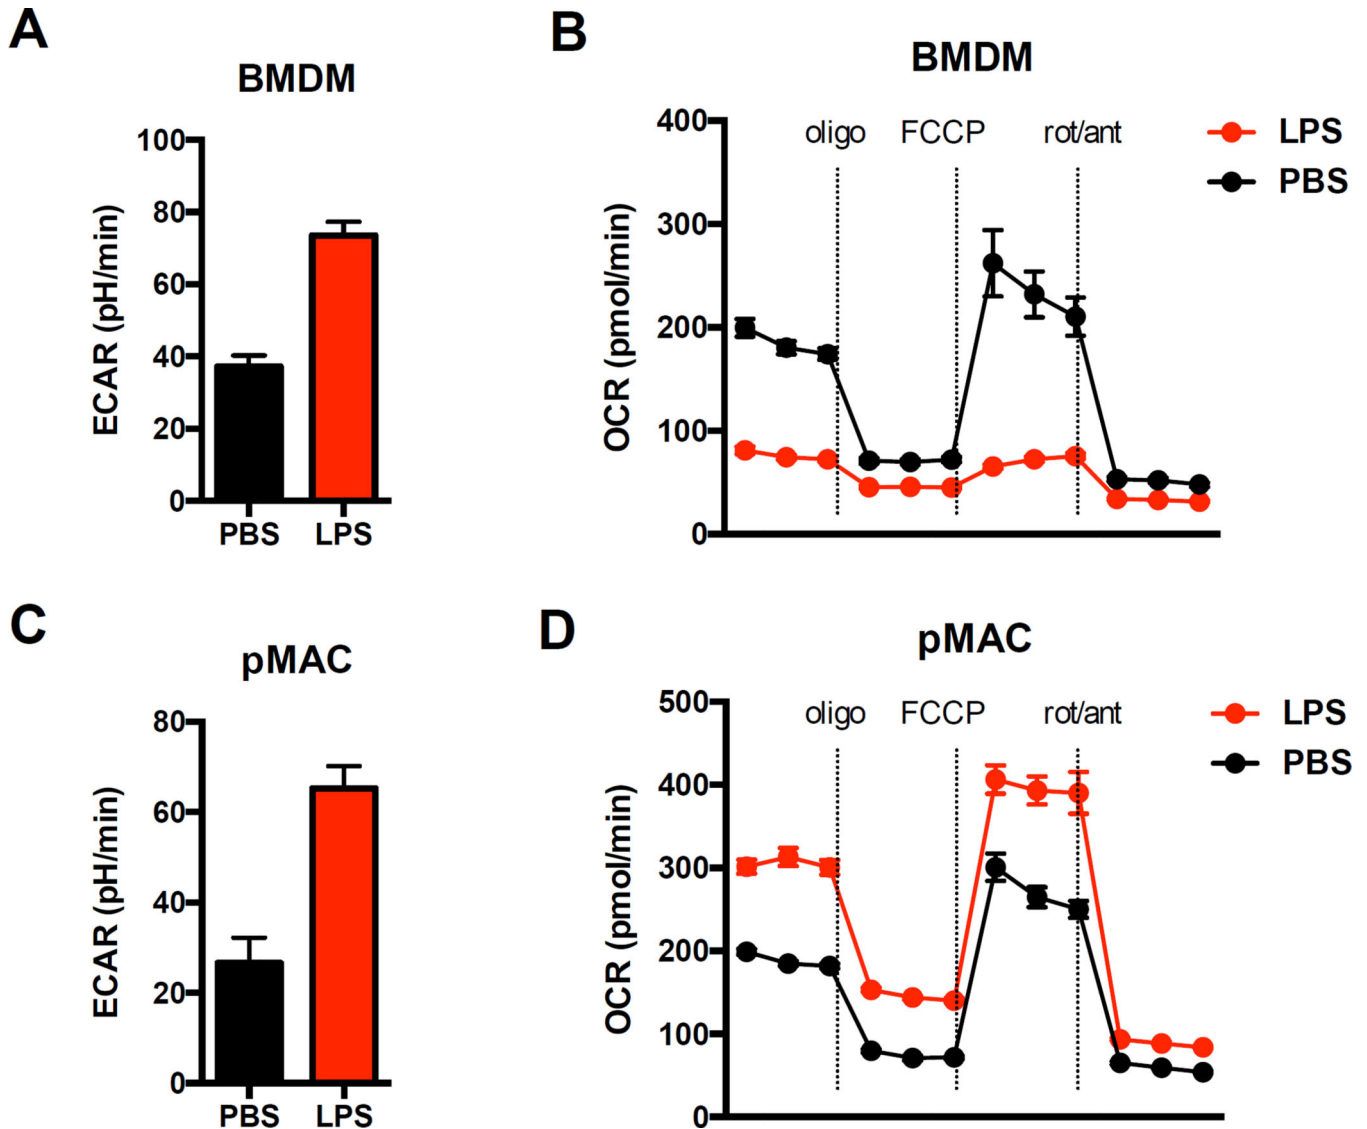 A
BMDM
ECAR (pH/min)
100
80
60
40
20
0
PBS LPS
B
BMDM
OCR (pmol/min)
400
300
200
100
0
oligo FCCP rot/ant
LPS
PBS
C
pMAC
ECAR (pH/min)
80
60
40
20
0
PBS LPS
D
pMAC
OCR (pmol/min)
500
400
300
200
100
0
oligo FCCP rot/ant
LPS
PBS